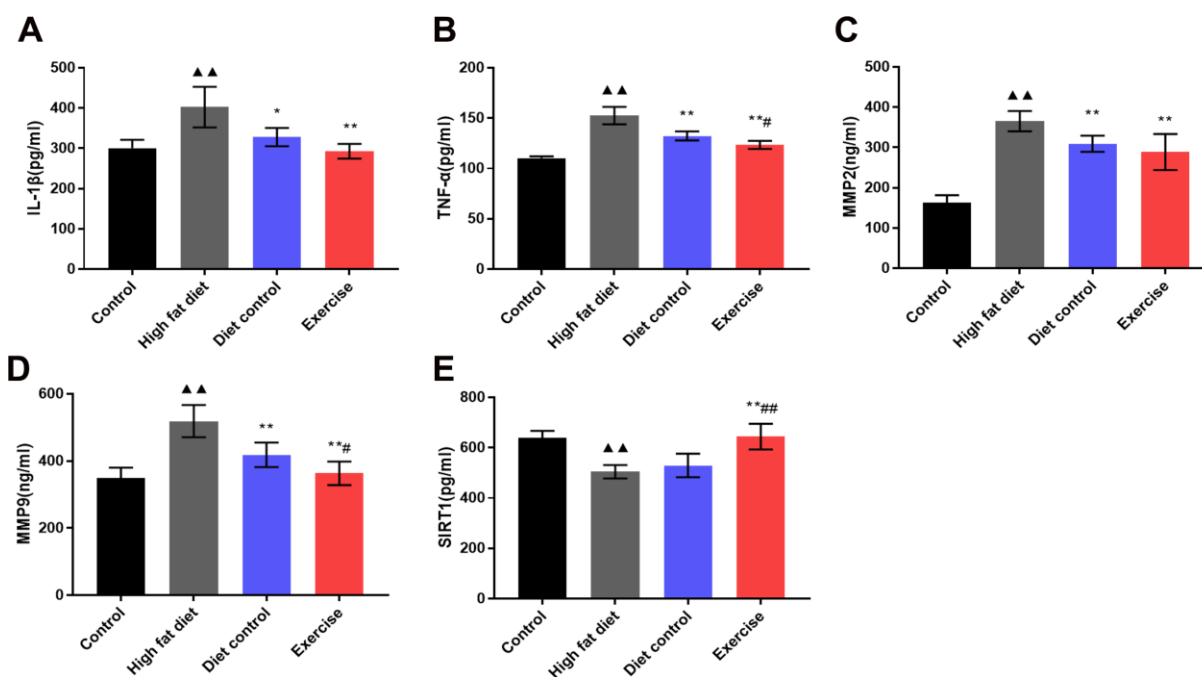 A
IL-1β(pg/ml)
500
400
300
200
100
0
▲▲
*
**
Control
High fat diet
Diet control
Exercise
B
TNF-α(pg/ml)
200
150
100
50
0
▲▲
**
**#
Control
High fat diet
Diet control
Exercise
C
MMP2(ng/ml)
500
400
300
200
100
0
▲▲
**
**
Control
High fat diet
Diet control
Exercise
D
MMP9(ng/ml)
600
400
200
0
▲▲
**
**#
Control
High fat diet
Diet control
Exercise
E
SIRT1(pg/ml)
800
600
400
200
0
▲▲
**##
Control
High fat diet
Diet control
Exercise